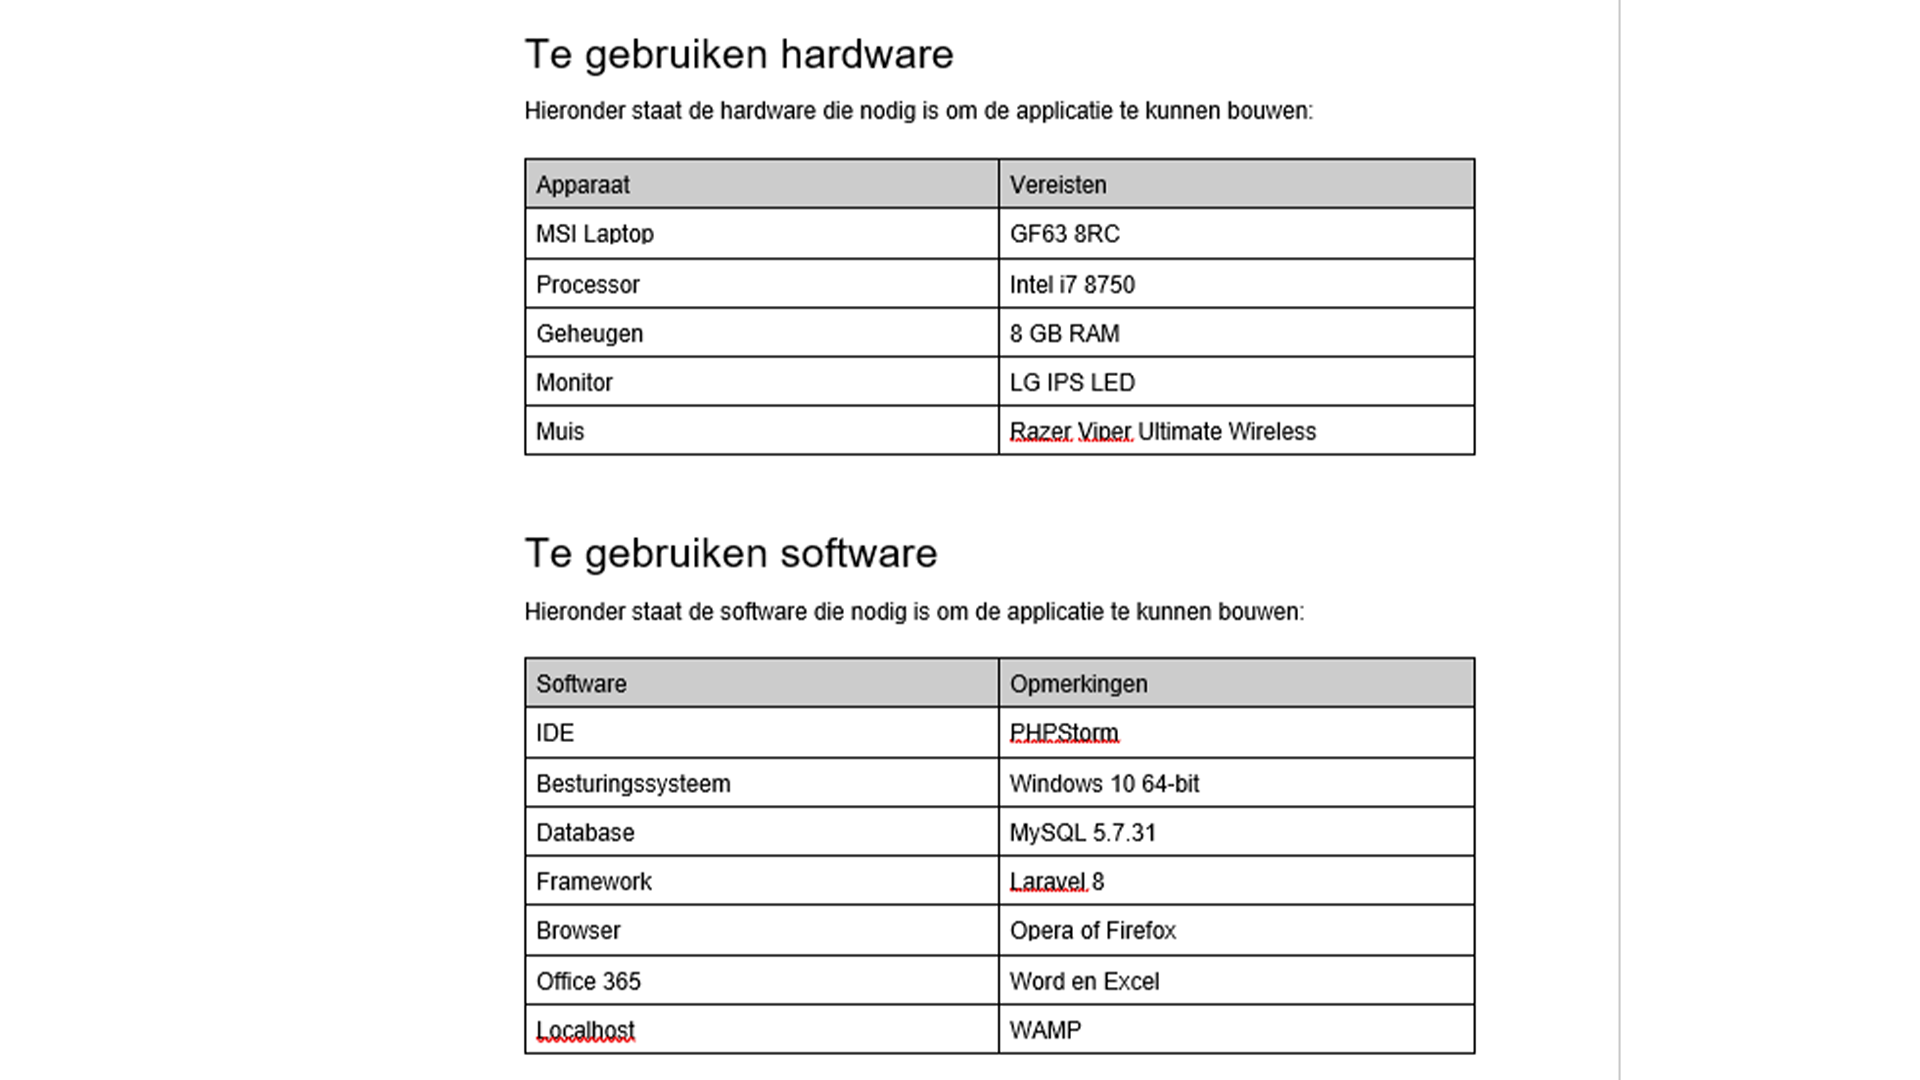 Te gebruiken hardware
Hieronder staat de hardware die nodig is om de applicatie te kunnen bouwen:
Apparaat Vereisten
MSI Laptop GF63 8RC
Processor Intel i7 8750
Geheugen 8 GB RAM
Monitor LG IPS LED
Muis Razer Viper Ultimate Wireless
Te gebruiken software
Hieronder staat de software die nodig is om de applicatie te kunnen bouwen:
Software Opmerkingen
IDE PHPStorm
Besturingssysteem Windows 10 64-bit
Database MySQL 5.7.31
Framework Laravel 8
Browser Opera of Firefox
Office 365 Word en Excel
Localhost WAMP